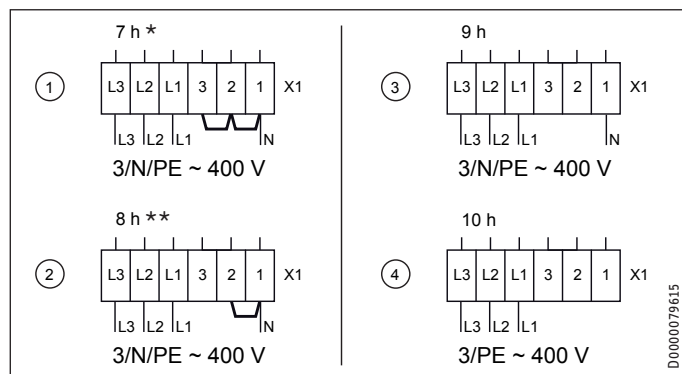 7 h *
1
L3 L2 L1 3 2 1 X1
L3 L2 L1 N
3/N/PE ~ 400 V
8 h **
2
L3 L2 L1 3 2 1 X1
L3 L2 L1 N
3/N/PE ~ 400 V
9 h
3
L3 L2 L1 3 2 1 X1
L3 L2 L1 N
3/N/PE ~ 400 V
10 h
4
L3 L2 L1 3 2 1 X1
L3 L2 L1
3/PE ~ 400 V
D0000079615